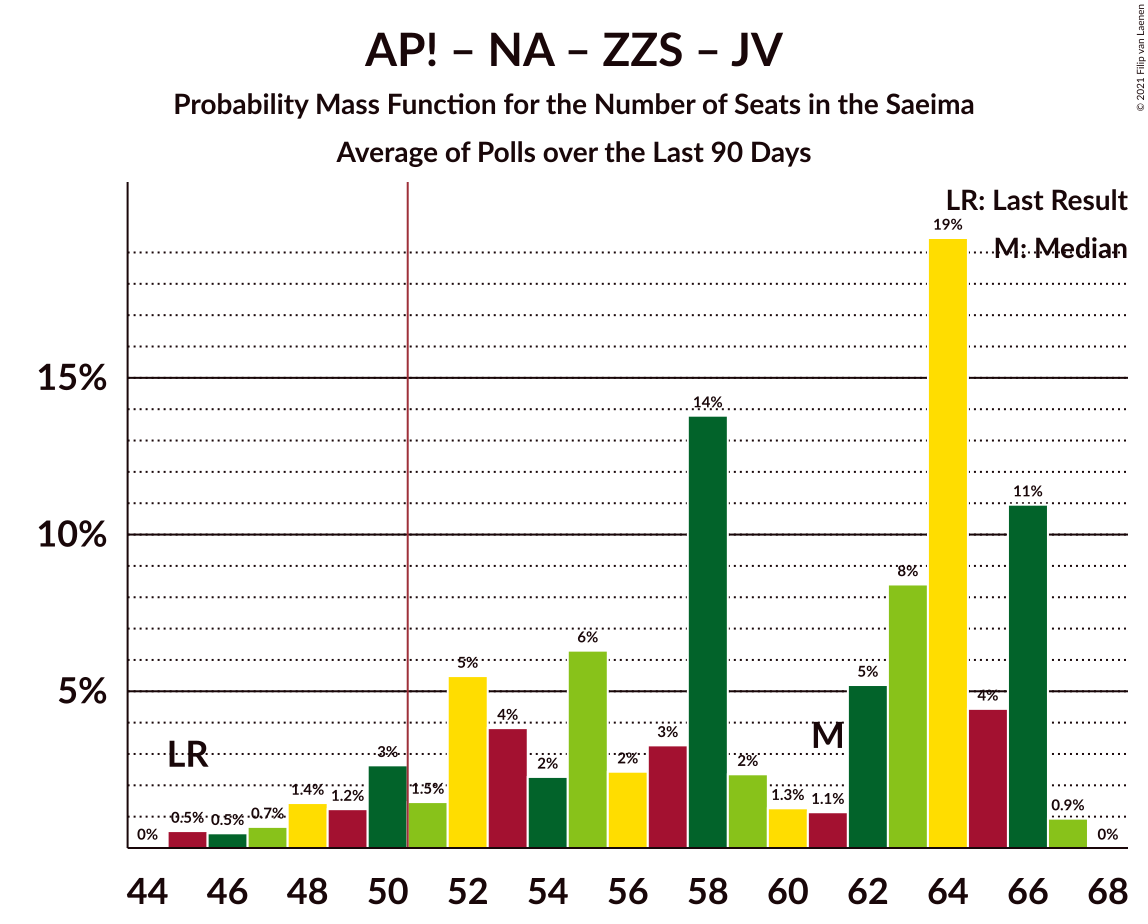 AP! – NA – ZZS – JV
Probability Mass Function for the Number of Seats in the Saeima
Average of Polls over the Last 90 Days
© 2021 Filip van Laenen
LR: Last Result
M: Median
15%
10%
5%
LR
M
0% 0.5% 0.5% 0.7% 1.4% 1.2% 3% 1.5% 5% 4% 2% 6% 2% 3% 14% 2% 1.3% 1.1% 5% 8% 19% 4% 11% 0.9% 0%
44 46 48 50 52 54 56 58 60 62 64 66 68